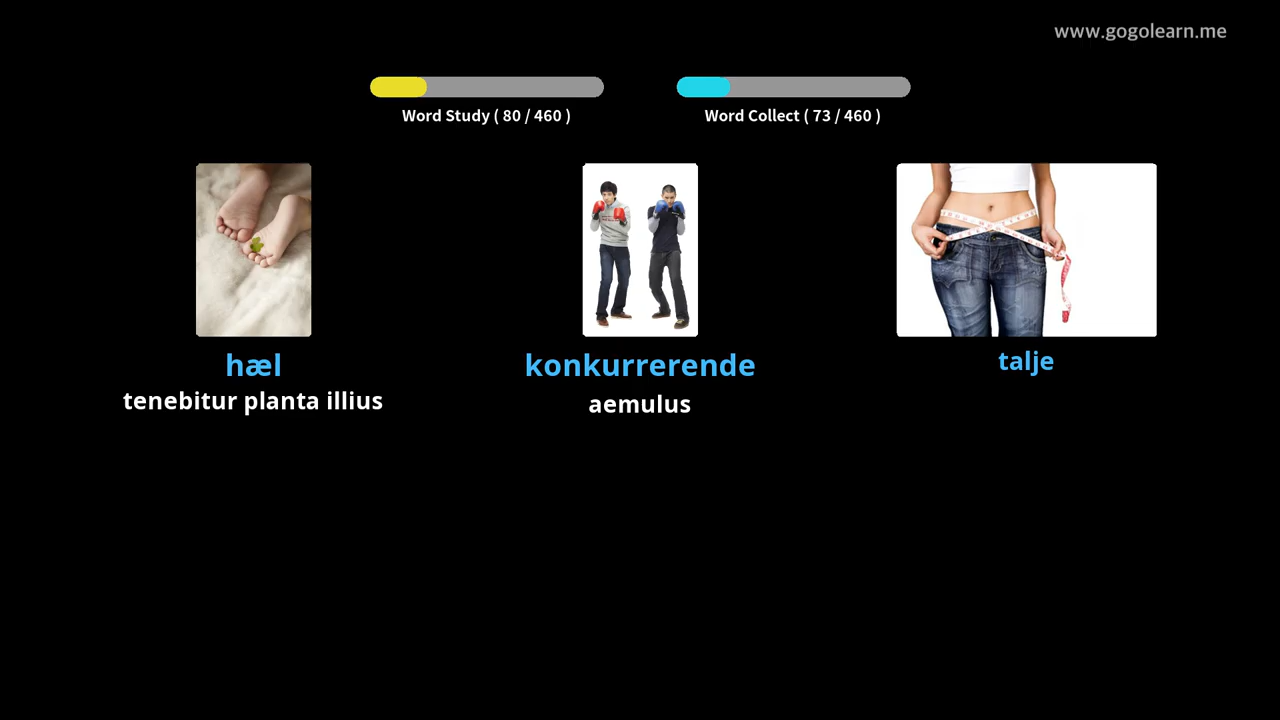 www.gogolearn.me
Word Study ( 80 / 460 )
Word Collect ( 73 / 460 )
hæl
tenebitur planta illius
konkurrerende
aemulus
talje